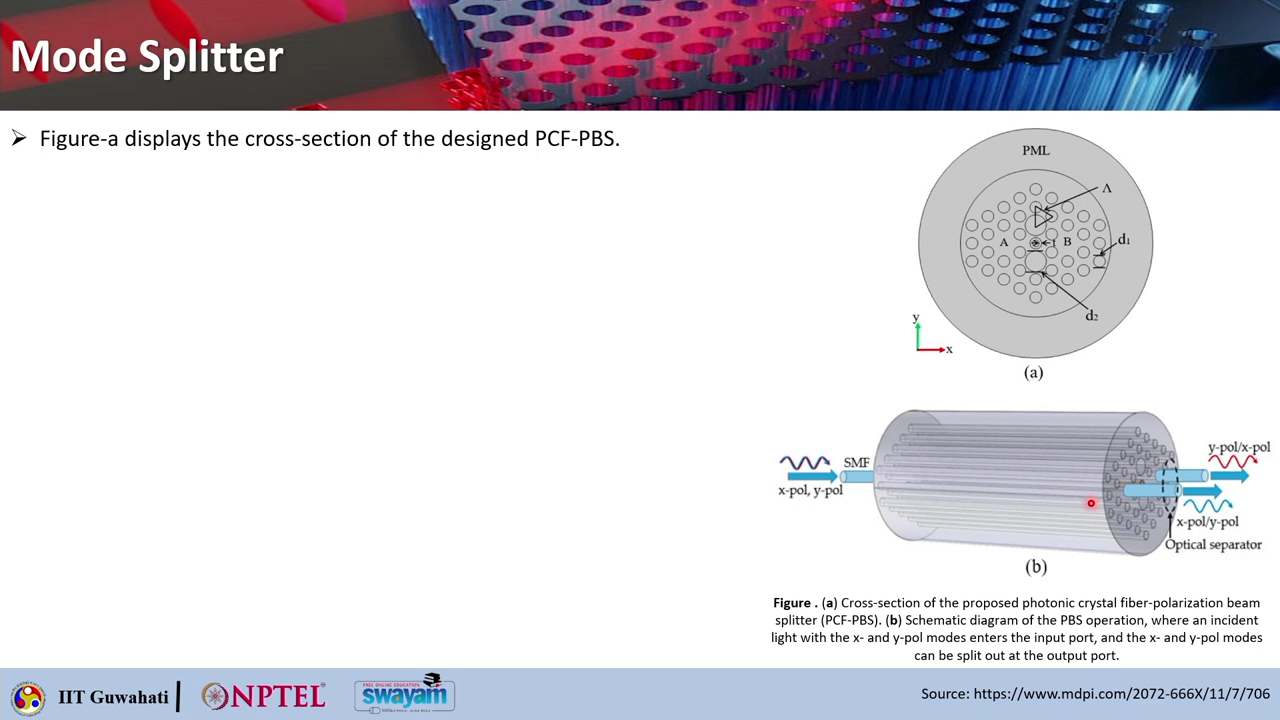 Mode Splitter
➢ Figure-a displays the cross-section of the designed PCF-PBS.
PML
Λ
A
t
B
d1
d2
y
x
(a)
SMF
x-pol, y-pol
y-pol/x-pol
x-pol/y-pol
Optical separator
(b)
Figure . (a) Cross-section of the proposed photonic crystal fiber-polarization beam
splitter (PCF-PBS). (b) Schematic diagram of the PBS operation, where an incident
light with the x- and y-pol modes enters the input port, and the x- and y-pol modes
can be split out at the output port.
IIT Guwahati
NPTEL
FREE ONLINE EDUCATION
swayam
Source: https://www.mdpi.com/2072-666X/11/7/706